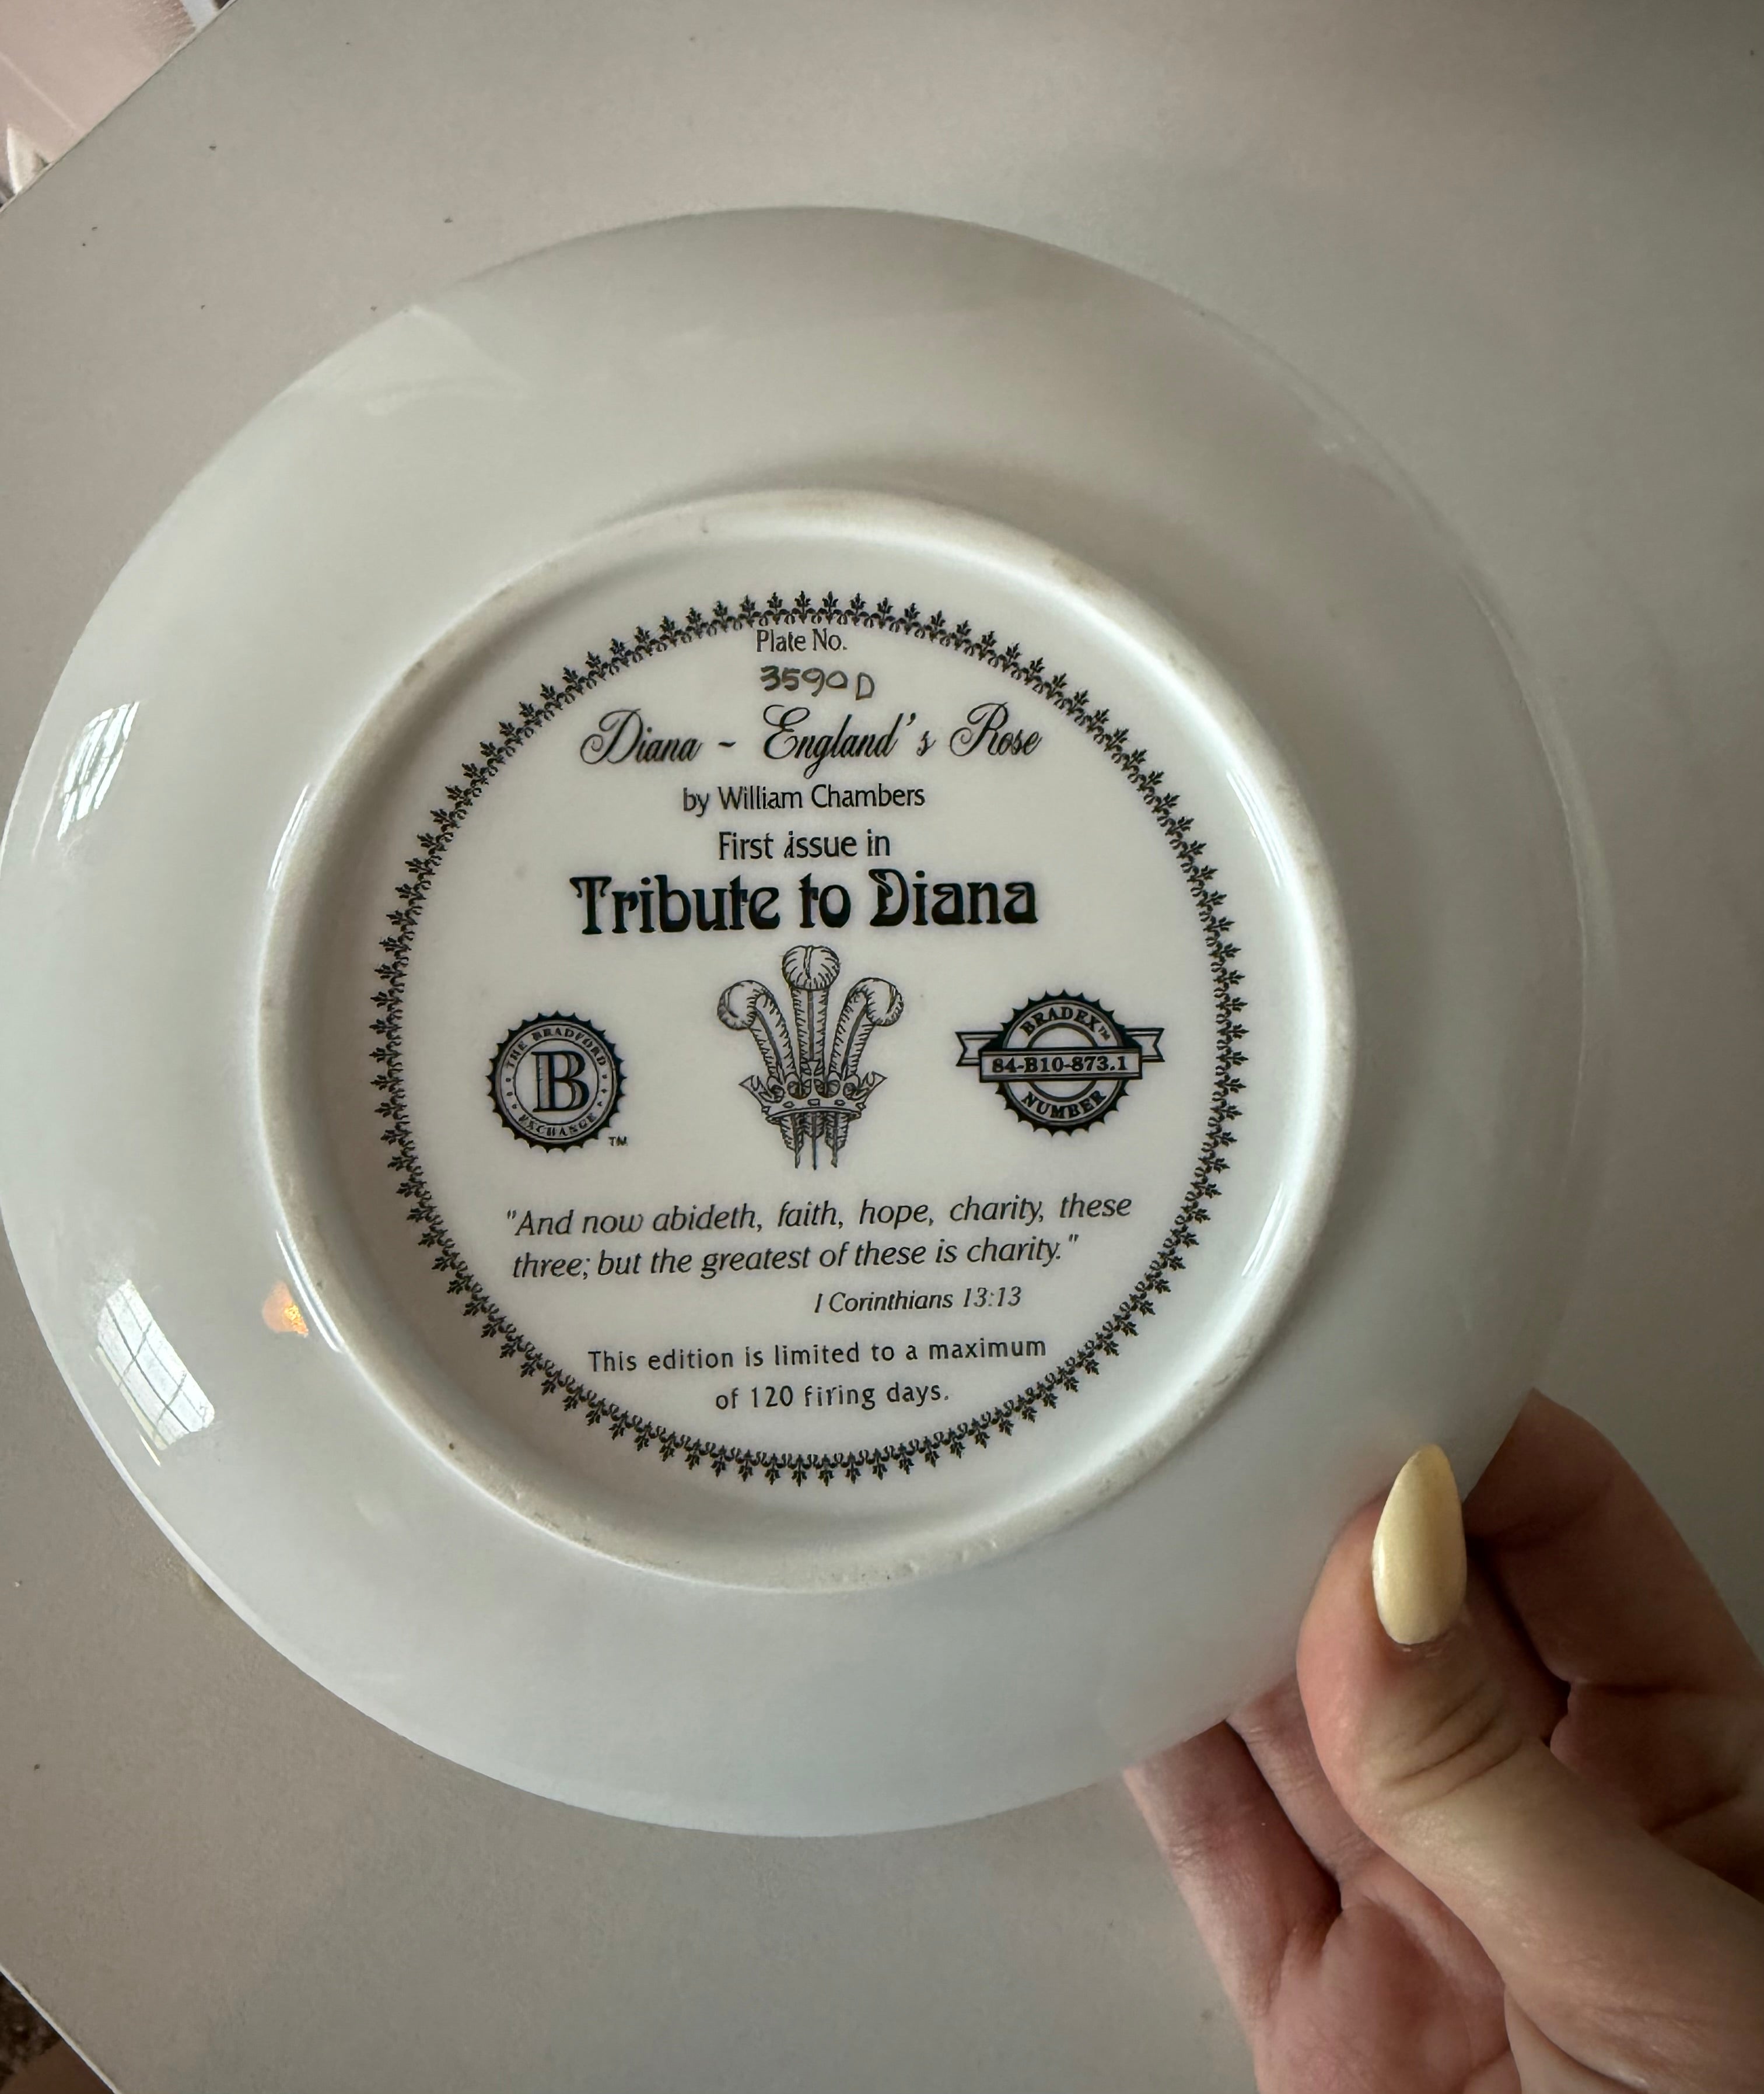 Plate No.
3590D
Diana ~ England's Rose
by William Chambers
First issue in
Tribute to Diana
THE BRADFORD
B
EXCHANGE
TM
BRADEX™
84-B10-873.1
NUMBER
"And now abideth, faith, hope, charity, these
three; but the greatest of these is charity."
I Corinthians 13:13
This edition is limited to a maximum
of 120 firing days.